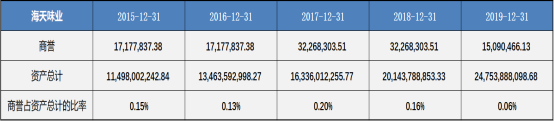 海天味业 2015-12-31 2016-12-31 2017-12-31 2018-12-31 2019-12-31
商誉 17,177,837.38 17,177,837.38 32,268,303.51 32,268,303.51 15,090,466.13
资产总计 11,498,002,242.84 13,463,592,998.27 16,336,012,255.77 20,143,788,853.33 24,753,888,098.68
商誉占资产总计的比率 0.15% 0.13% 0.20% 0.16% 0.06%